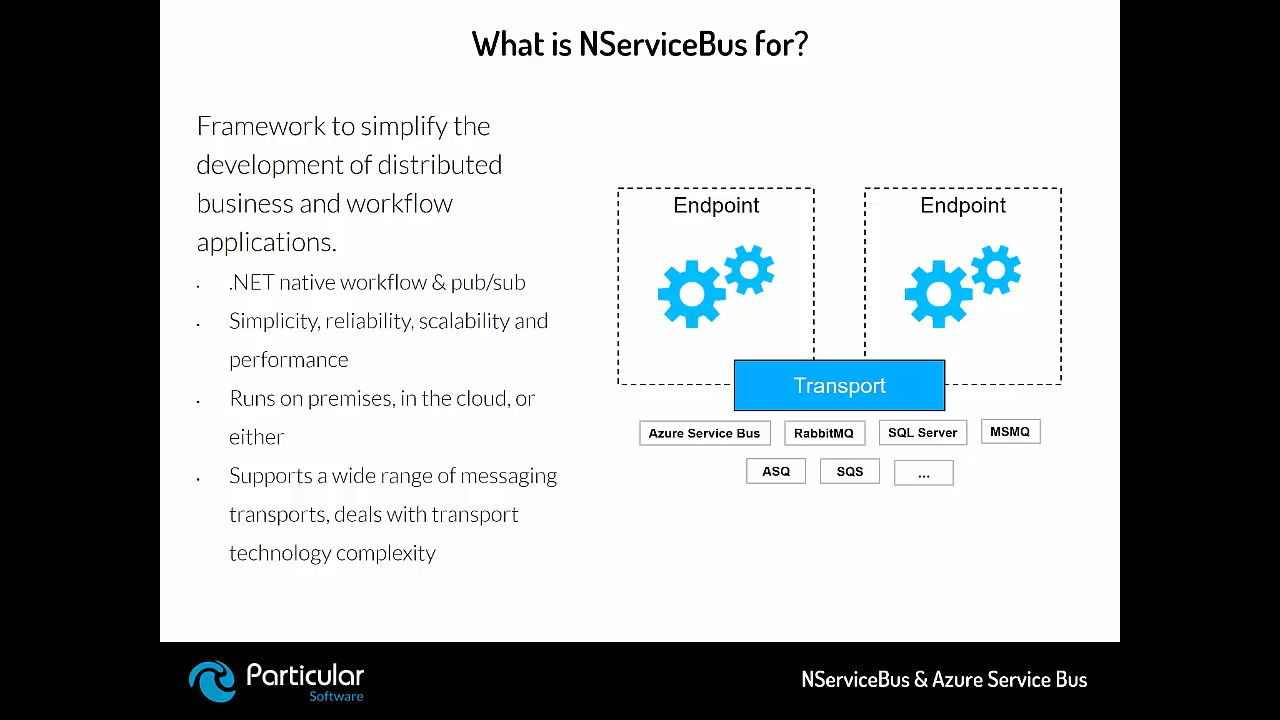 What is NServiceBus for?
Framework to simplify the
development of distributed
business and workflow
applications.
.NET native workflow & pub/sub
Simplicity, reliability, scalability and
performance
Runs on premises, in the cloud, or
either
Supports a wide range of messaging
transports, deals with transport
technology complexity
Endpoint
Endpoint
Transport
Azure Service Bus
RabbitMQ
SQL Server
MSMQ
ASQ
SQS
...
Particular
Software
NServiceBus & Azure Service Bus